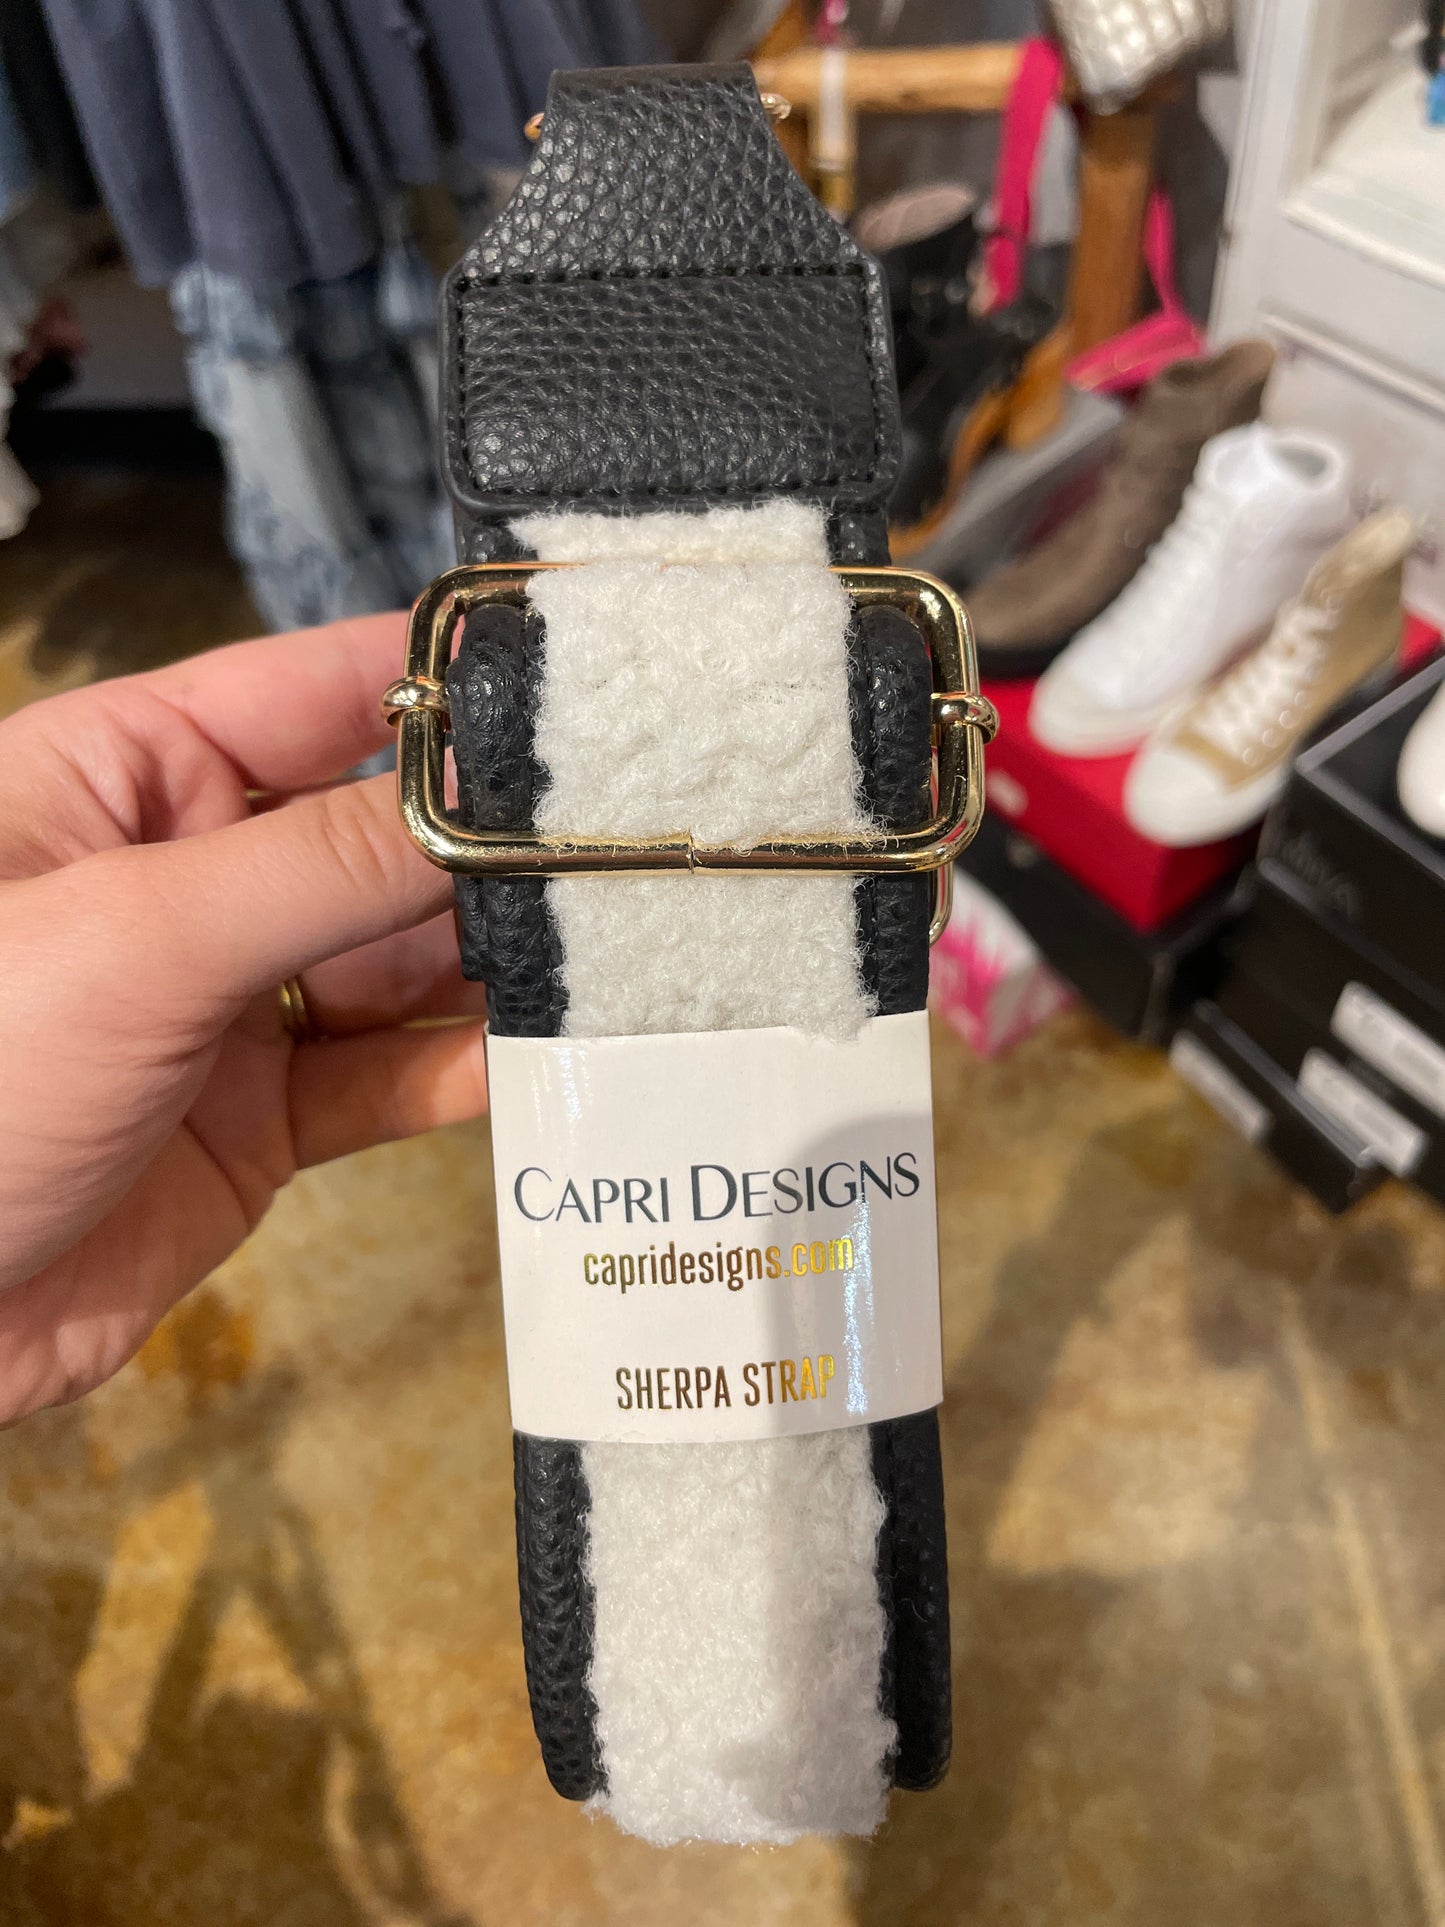 CAPRI DESIGNS
capridesigns.com
SHERPA STRAP